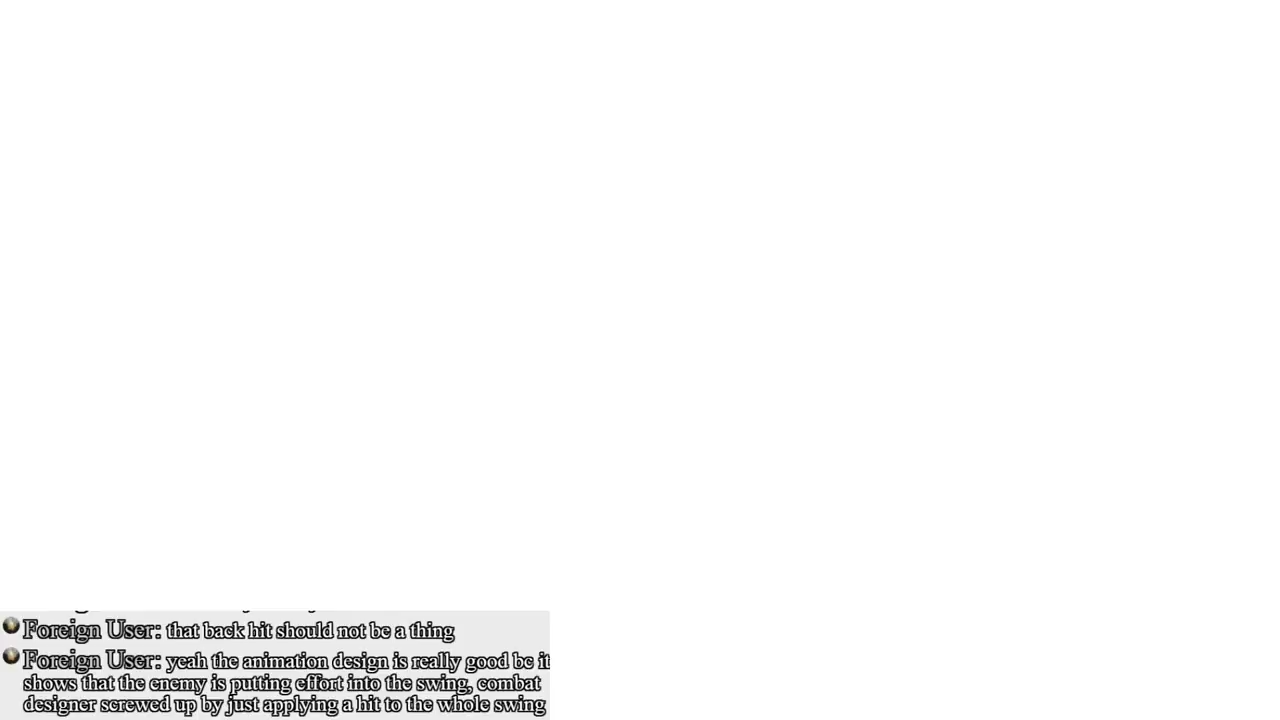 Foreign User: that back hit should not be a thing
Foreign User: yeah the animation design is really good bc it
shows that the enemy is putting effort into the swing, combat
designer screwed up by just applying a hit to the whole swing